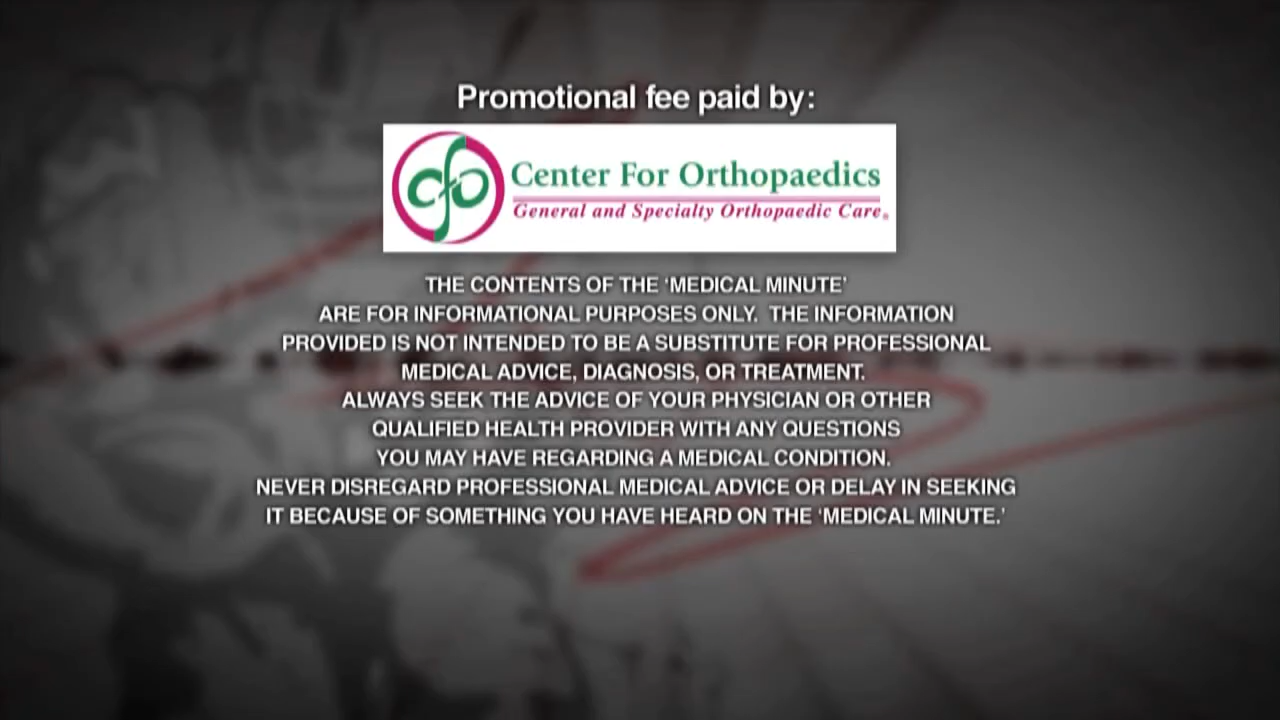 Promotional fee paid by:
cfo
Center For Orthopaedics
General and Specialty Orthopaedic Care®
THE CONTENTS OF THE ‘MEDICAL MINUTE’
ARE FOR INFORMATIONAL PURPOSES ONLY. THE INFORMATION
PROVIDED IS NOT INTENDED TO BE A SUBSTITUTE FOR PROFESSIONAL
MEDICAL ADVICE, DIAGNOSIS, OR TREATMENT.
ALWAYS SEEK THE ADVICE OF YOUR PHYSICIAN OR OTHER
QUALIFIED HEALTH PROVIDER WITH ANY QUESTIONS
YOU MAY HAVE REGARDING A MEDICAL CONDITION.
NEVER DISREGARD PROFESSIONAL MEDICAL ADVICE OR DELAY IN SEEKING
IT BECAUSE OF SOMETHING YOU HAVE HEARD ON THE ‘MEDICAL MINUTE.’